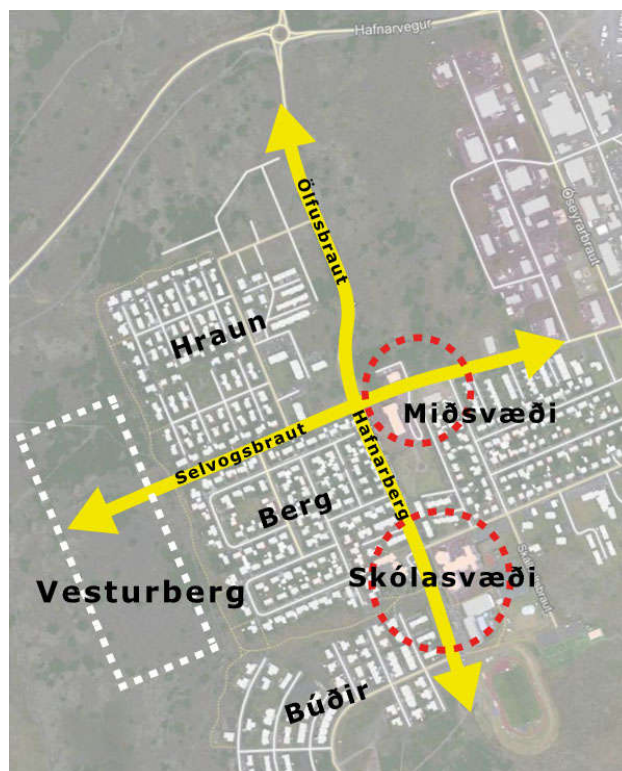 Hafnarvegur
Ölfusbraut
Óseyrarbraut
Hraun
Miðsvæði
Hafnarberg
Selvogsbraut
Berg
Skólasvæði
Vesturberg
Búðir